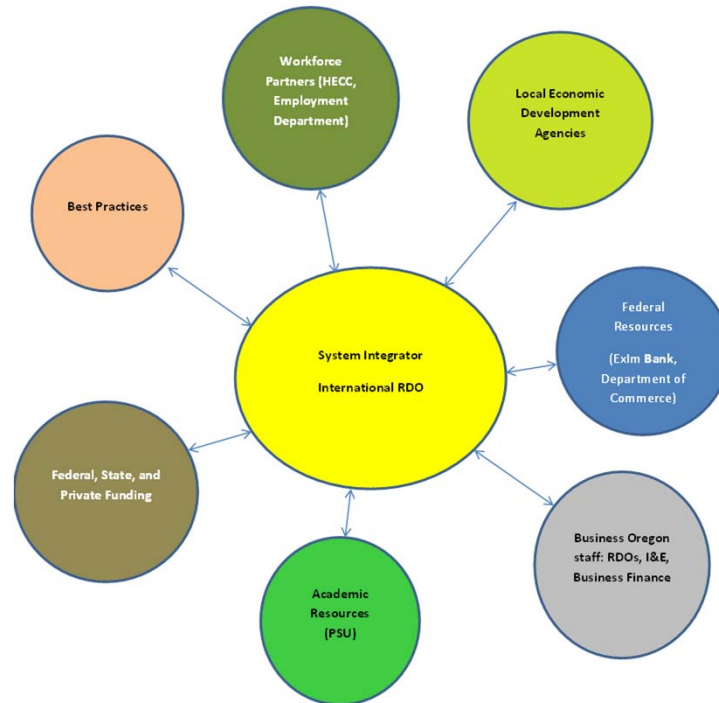 Workforce
Partners (HECC,
Employment
Department)
Local Economic
Development
Agencies
Best Practices
Federal
Resources
(ExIm Bank,
Department of
Commerce)
System Integrator
International RDO
Federal, State, and
Private Funding
Business Oregon
staff: RDOs, I&E,
Business Finance
Academic
Resources
(PSU)